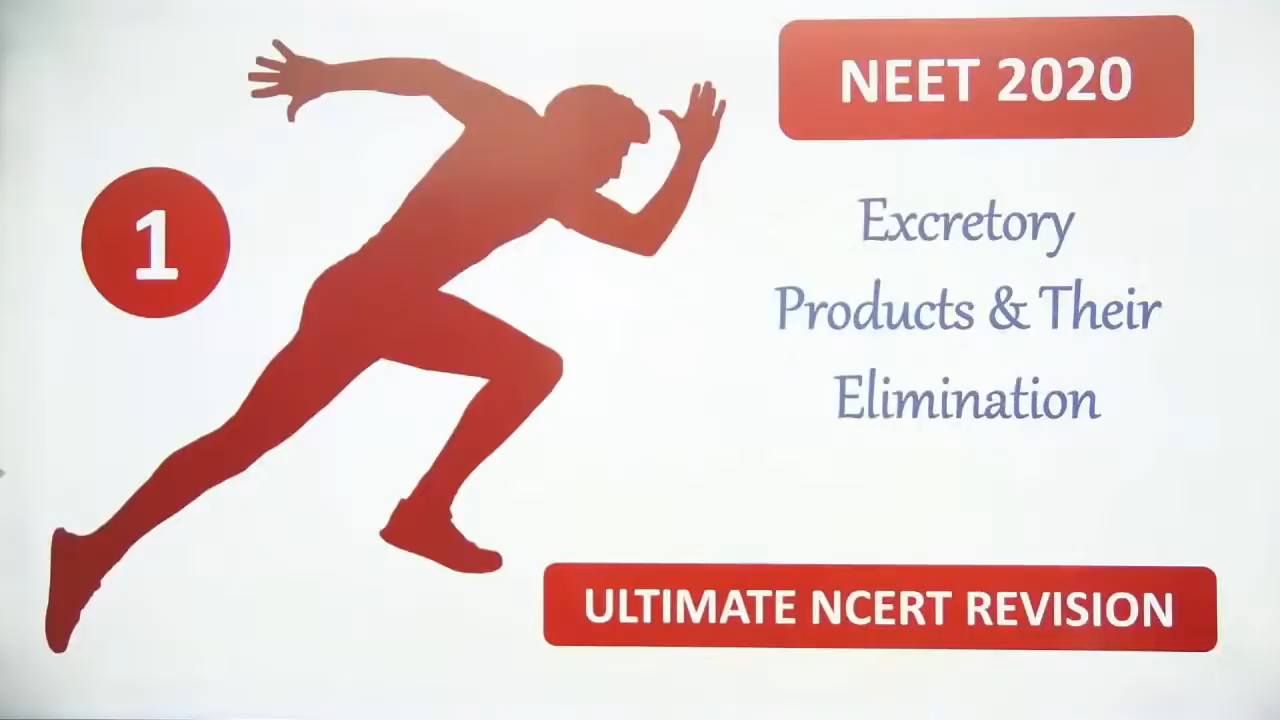 NEET 2020
1
Excretory
Products & Their
Elimination
ULTIMATE NCERT REVISION